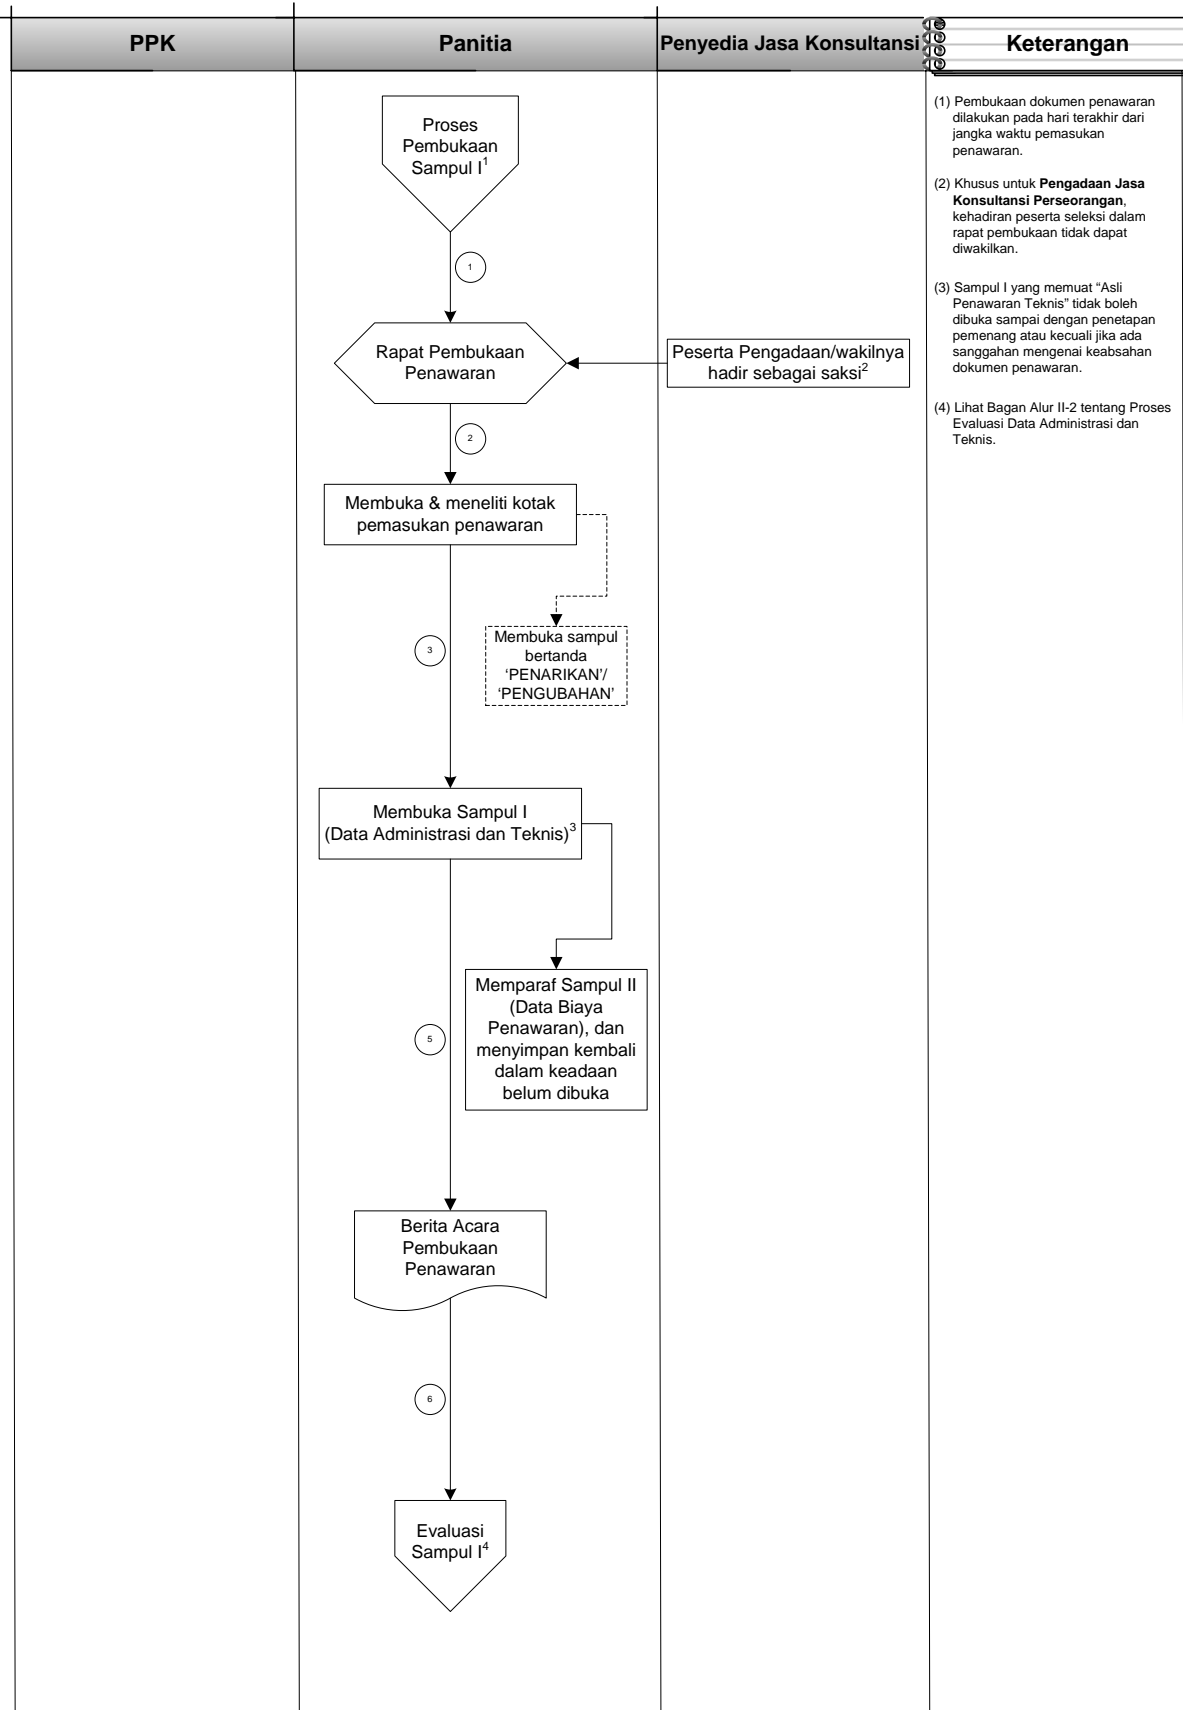 PPK
Panitia
Penyedia Jasa Konsultansi
Keterangan
Proses
Pembukaan
Sampul I1
1
Rapat Pembukaan
Penawaran
Peserta Pengadaan/wakilnya
hadir sebagai saksi2
2
Membuka & meneliti kotak
pemasukan penawaran
Membuka sampul
bertanda
‘PENARIKAN’/
‘PENGUBAHAN’
3
Membuka Sampul I
(Data Administrasi dan Teknis)3
Memparaf Sampul II
(Data Biaya
Penawaran), dan
menyimpan kembali
dalam keadaan
belum dibuka
5
Berita Acara
Pembukaan
Penawaran
6
Evaluasi
Sampul I4
(1) Pembukaan dokumen penawaran
dilakukan pada hari terakhir dari
jangka waktu pemasukan
penawaran.
(2) Khusus untuk Pengadaan Jasa
Konsultansi Perseorangan,
kehadiran peserta seleksi dalam
rapat pembukaan tidak dapat
diwakilkan.
(3) Sampul I yang memuat “Asli
Penawaran Teknis” tidak boleh
dibuka sampai dengan penetapan
pemenang atau kecuali jika ada
sanggahan mengenai keabsahan
dokumen penawaran.
(4) Lihat Bagan Alur II-2 tentang Proses
Evaluasi Data Administrasi dan
Teknis.